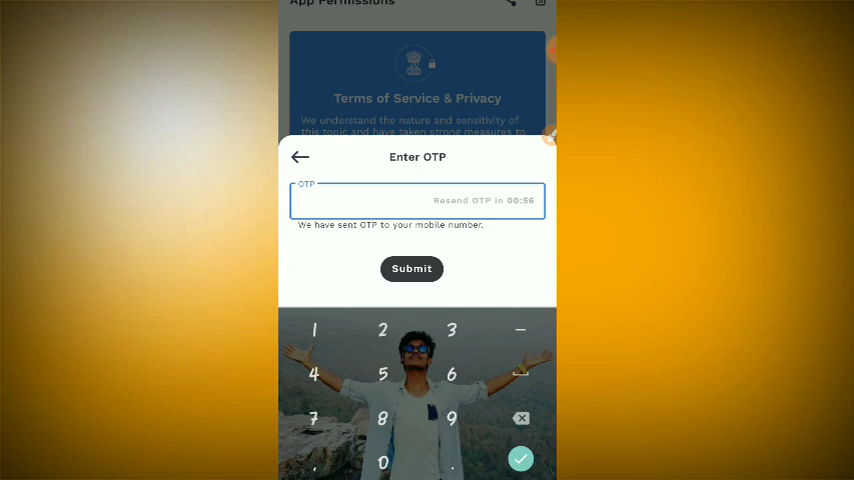 App Permissions
Terms of Service & Privacy
We understand the nature and sensitivity of
this topic and have taken strong measures to
Enter OTP
OTP
Resend OTP in 00:56
We have sent OTP to your mobile number.
Submit
1 2 3 –
4 5 6
7 8 9
, 0 .